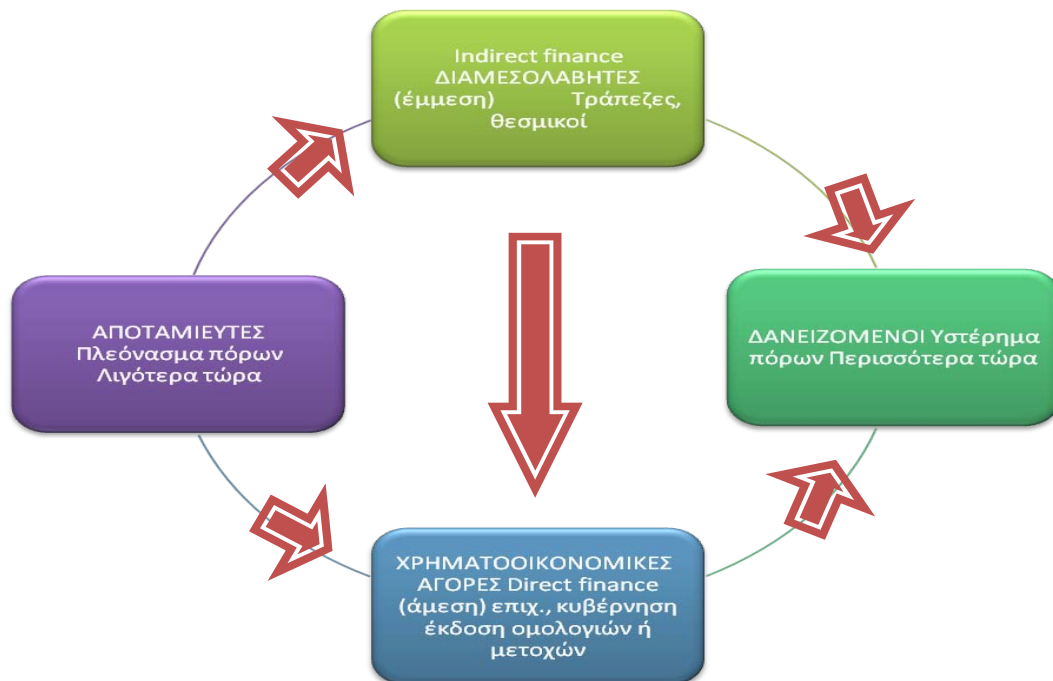 Indirect finance
ΔΙΑΜΕΣΟΛΑΒΗΤΕΣ
(έμμεση) Τράπεζες,
θεσμικοί
ΑΠΟΤΑΜΙΕΥΤΕΣ
Πλεόνασμα πόρων
Λιγότερα τώρα
ΔΑΝΕΙΖΟΜΕΝΟΙ Υστέρημα
πόρων Περισσότερα τώρα
ΧΡΗΜΑΤΟΟΙΚΟΝΟΜΙΚΕΣ
ΑΓΟΡΕΣ Direct finance
(άμεση) επιχ., κυβέρνηση
έκδοση ομολογιών ή
μετοχών